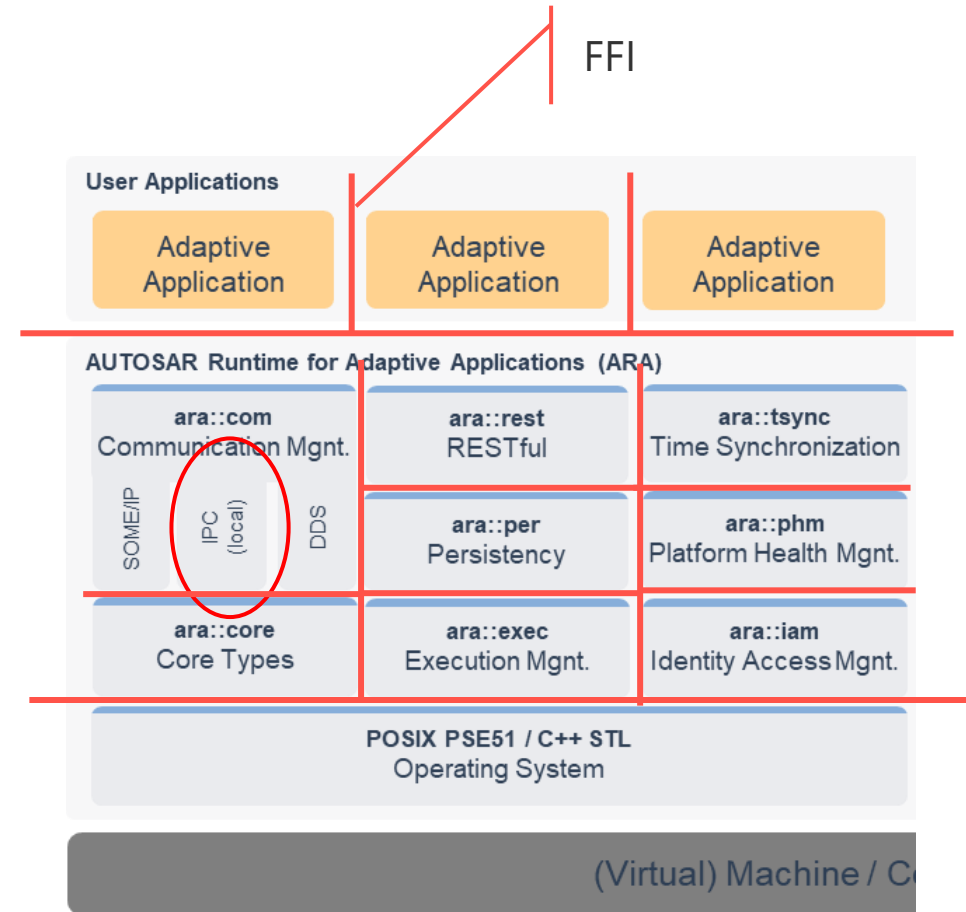 FFI
User Applications
Adaptive
Application
Adaptive
Application
Adaptive
Application
AUTOSAR Runtime for Adaptive Applications (ARA)
ara::com
Communication Mgnt.
SOME/IP
IPC
(local)
DDS
ara::rest
RESTful
ara::tsync
Time Synchronization
ara::per
Persistency
ara::phm
Platform Health Mgnt.
ara::core
Core Types
ara::exec
Execution Mgnt.
ara::iam
Identity Access Mgnt.
POSIX PSE51 / C++ STL
Operating System
(Virtual) Machine /